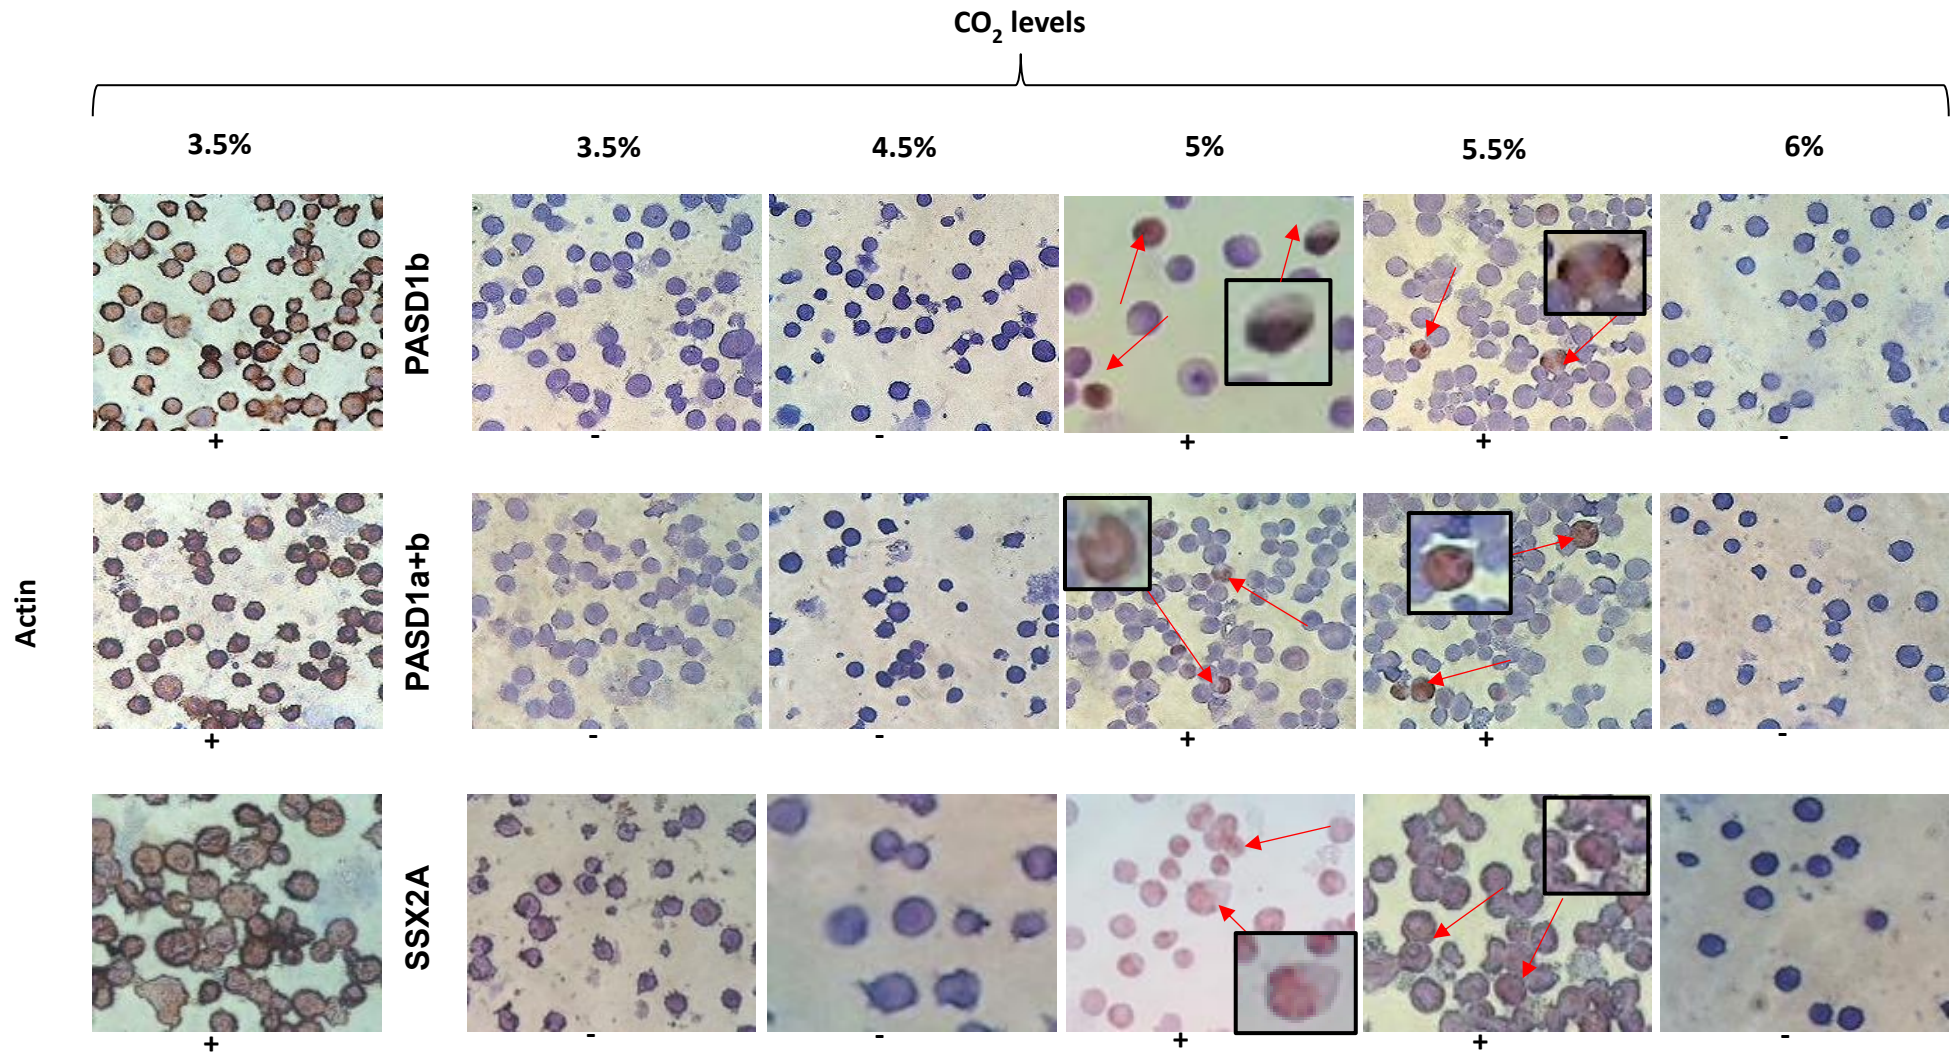 CO2 levels
3.5% 3.5% 4.5% 5% 5.5% 6%
Actin
PASD1b
+ - - + + -
PASD1a+b
+ - - + + -
SSX2A
+ - - + + -